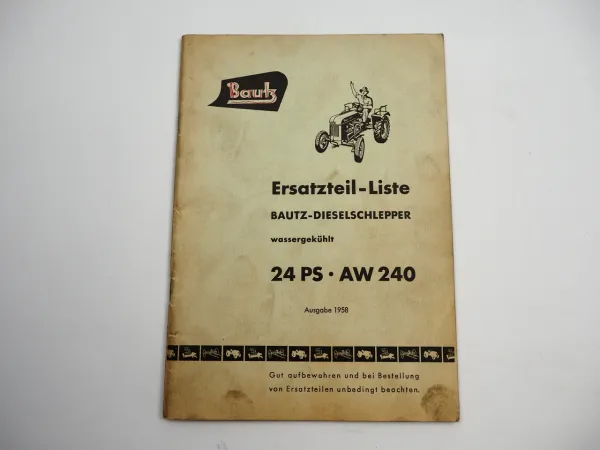 Bautz
Ersatzteil-Liste
BAUTZ-DIESELSCHLEPPER
wassergekühlt
24 PS · AW 240
Ausgabe 1958
Gut aufbewahren und bei Bestellung
von Ersatzteilen unbedingt beachten.